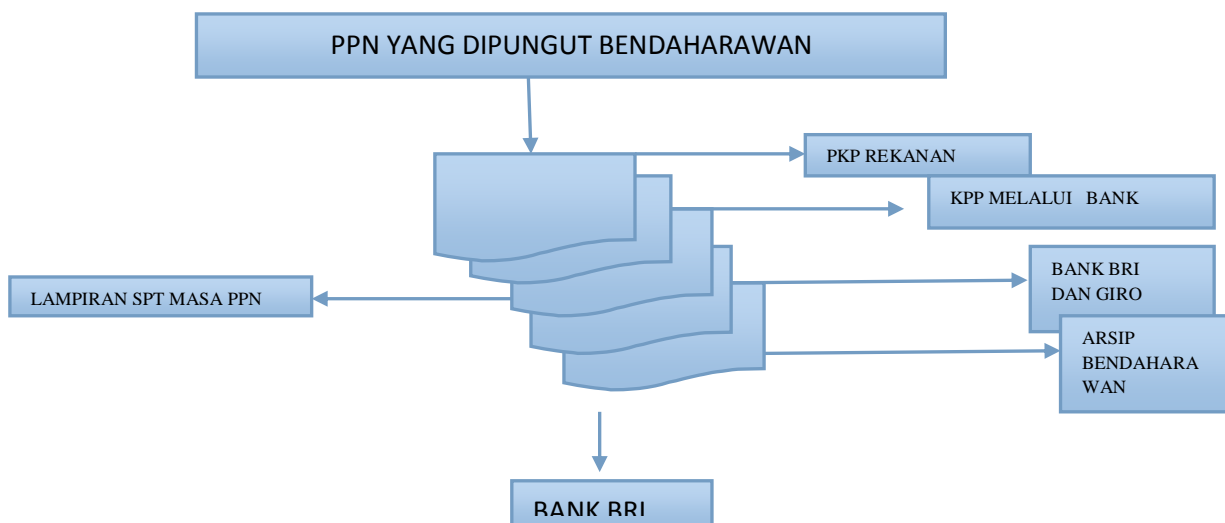 PPN YANG DIPUNGUT BENDAHARAWAN
PKP REKANAN
KPP MELALUI BANK
BANK BRI
DAN GIRO
LAMPIRAN SPT MASA PPN
ARSIP
BENDAHARA
WAN
BANK BRI